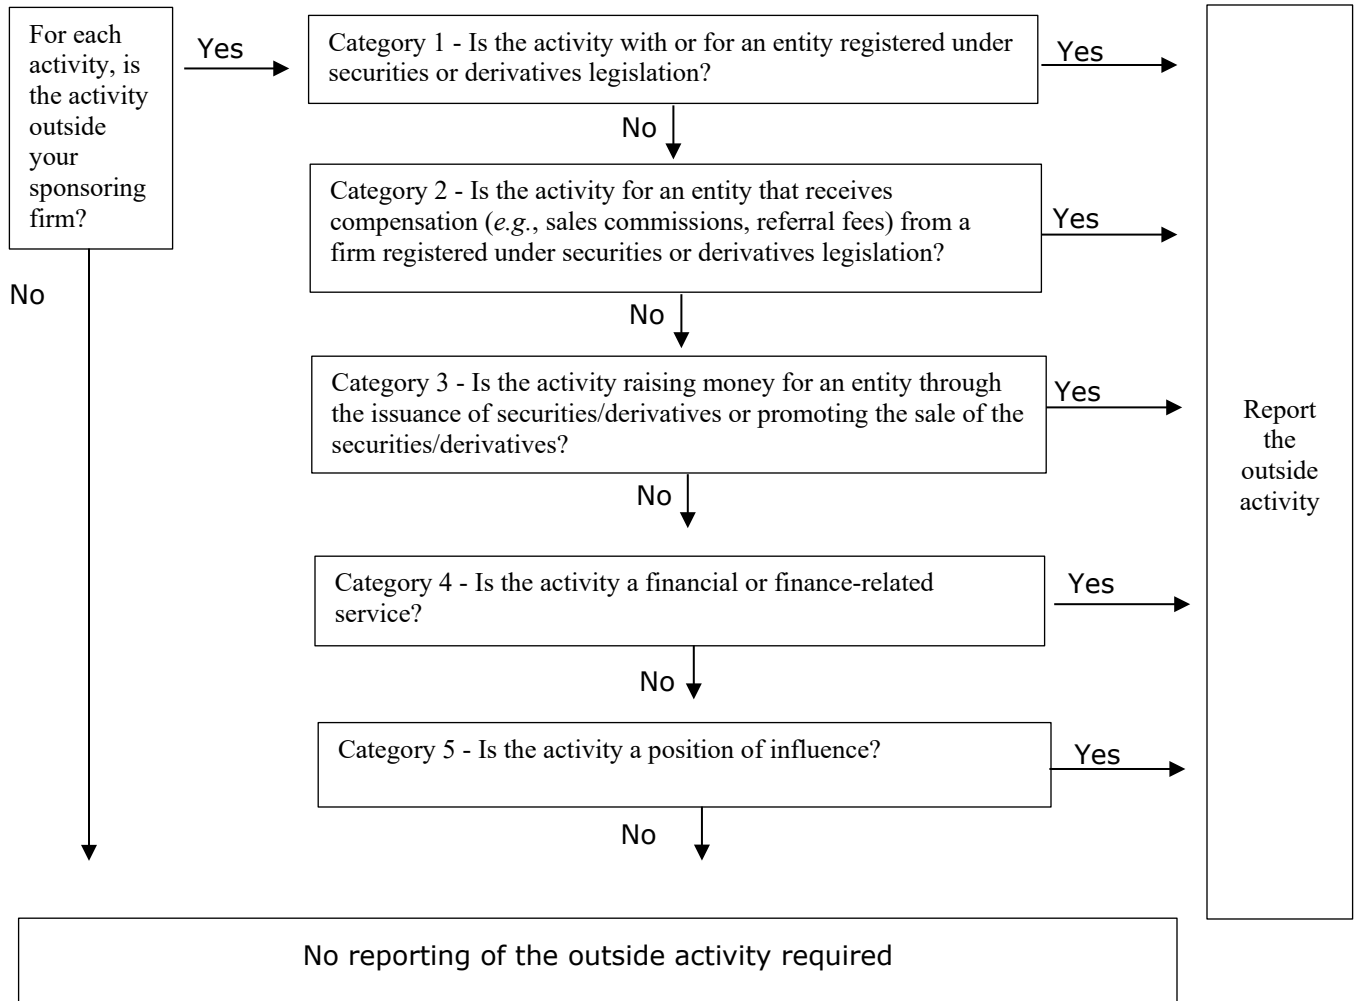 For each
activity, is
the activity
outside
your
sponsoring
firm?
Yes
Category 1 - Is the activity with or for an entity registered under
securities or derivatives legislation?
Yes
No
Category 2 - Is the activity for an entity that receives
compensation (e.g., sales commissions, referral fees) from a
firm registered under securities or derivatives legislation?
Yes
No
No
Category 3 - Is the activity raising money for an entity through
the issuance of securities/derivatives or promoting the sale of the
securities/derivatives?
Yes
Report
the
outside
activity
No
Category 4 - Is the activity a financial or finance-related
service?
Yes
No
Category 5 - Is the activity a position of influence?
Yes
No
No reporting of the outside activity required